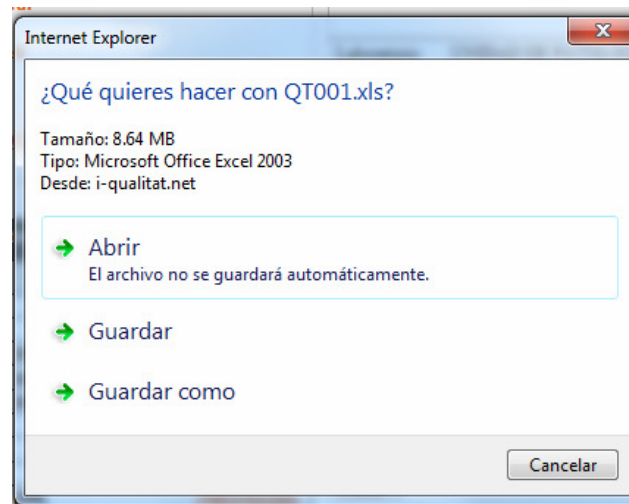 Internet Explorer
¿Qué quieres hacer con QT001.xls?
Tamaño: 8.64 MB
Tipo: Microsoft Office Excel 2003
Desde: i-qualitat.net
Abrir
El archivo no se guardará automáticamente.
Guardar
Guardar como
Cancelar